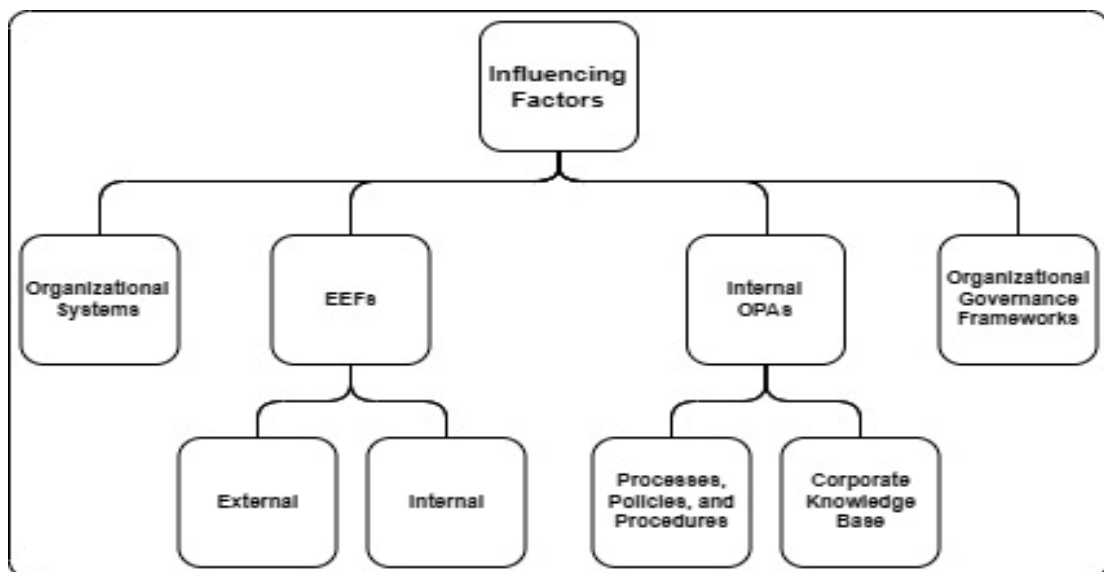 Influencing
Factors
Organizational
Systems
EEFs
Internal
OPAs
Organizational
Governance
Frameworks
External
Internal
Processes,
Policies, and
Procedures
Corporate
Knowledge
Base